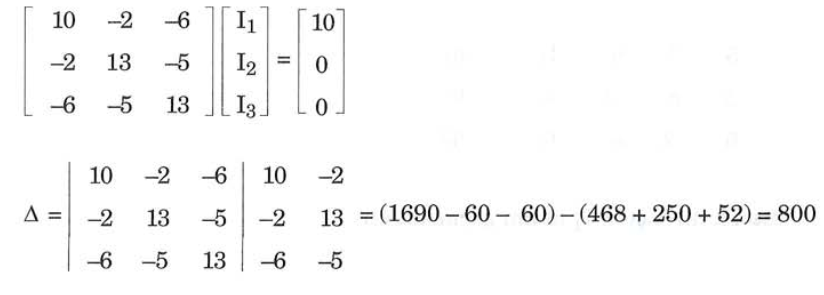 10 –2 –6 I1 10
–2 13 –5 I2 = 0
–6 –5 13 I3 0
10 –2 –6 10 –2
Δ = –2 13 –5 –2 13 = (1690 – 60 – 60) – (468 + 250 + 52) = 800
–6 –5 13 –6 –5